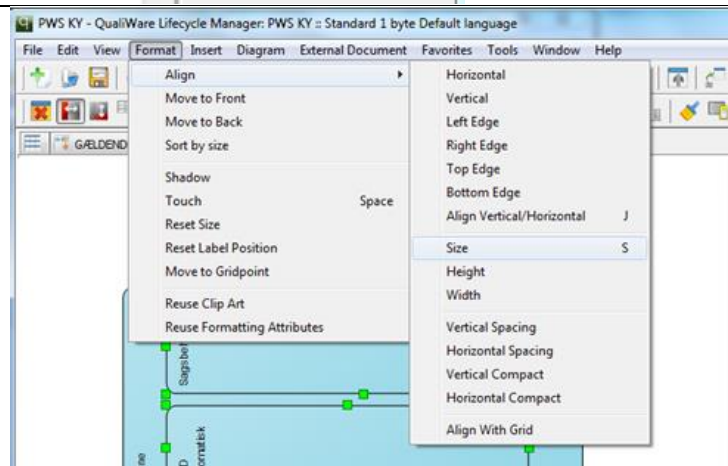 PWS KY - QualiWare Lifecycle Manager: PWS KY :: Standard 1 byte Default language
File Edit View Format Insert Diagram External Document Favorites Tools Window Help
Align
Move to Front
Move to Back
Sort by size
Shadow
Touch Space
Reset Size
Reset Label Position
Move to Gridpoint
Reuse Clip Art
Reuse Formatting Attributes
Horizontal
Vertical
Left Edge
Right Edge
Top Edge
Bottom Edge
Align Vertical/Horizontal J
Size S
Height
Width
Vertical Spacing
Horizontal Spacing
Vertical Compact
Horizontal Compact
Align With Grid
GÆLDEND
Sagsbeh